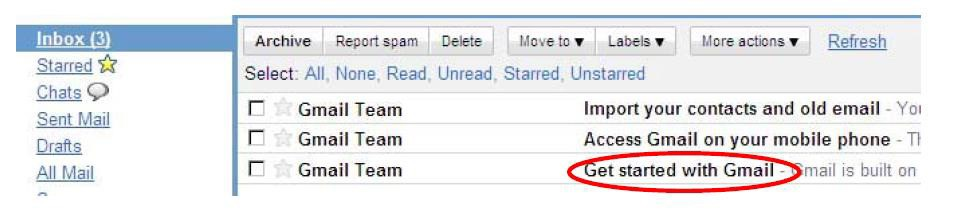 Inbox (3)
Starred
Chats
Sent Mail
Drafts
All Mail
Archive Report spam Delete Move to ▼ Labels ▼ More actions ▼ Refresh
Select: All, None, Read, Unread, Starred, Unstarred
Gmail Team Import your contacts and old email - You
Gmail Team Access Gmail on your mobile phone - Th
Gmail Team Get started with Gmail - Gmail is built on